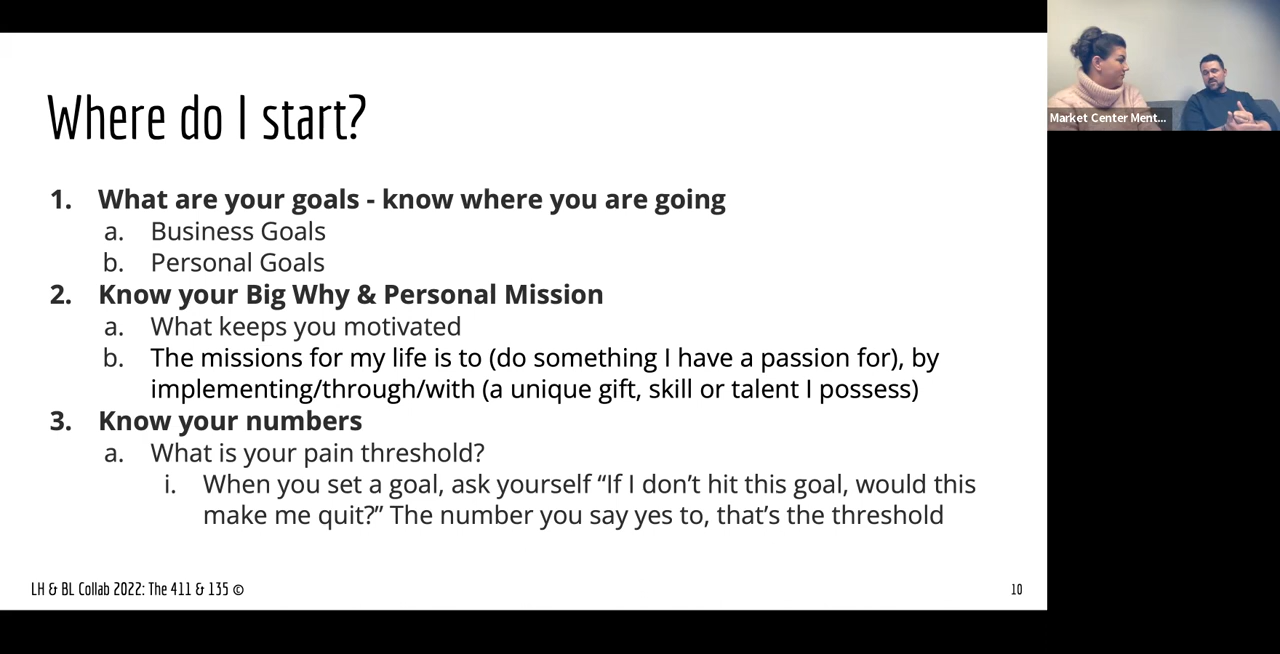 Where do I start?
1. What are your goals - know where you are going
a. Business Goals
b. Personal Goals
2. Know your Big Why & Personal Mission
a. What keeps you motivated
b. The missions for my life is to (do something I have a passion for), by
implementing/through/with (a unique gift, skill or talent I possess)
3. Know your numbers
a. What is your pain threshold?
i. When you set a goal, ask yourself “If I don’t hit this goal, would this
make me quit?” The number you say yes to, that’s the threshold
LH & BL Collab 2022: The 411 & 135 ©
10
Market Center Ment...